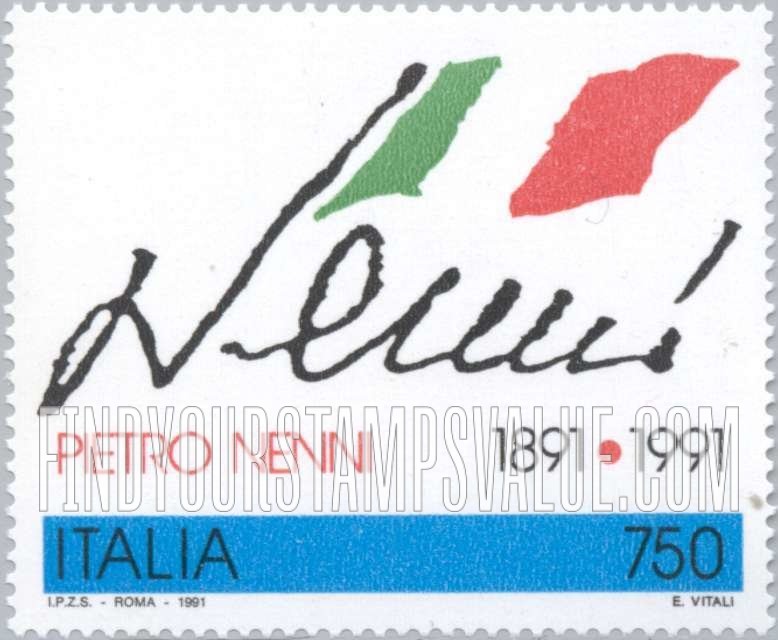 Nenni
FINDYOURSTAMPSVALUE.COM
PIETRO NENNI 1891 • 1991
ITALIA 750
I.P.Z.S. - ROMA - 1991 E. VITALI